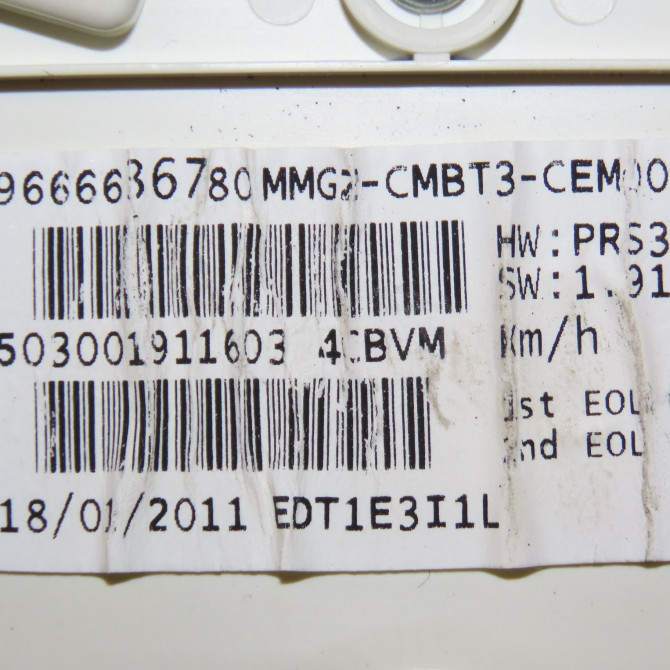 9666636780 MMG2-CMBT3-CEM00
HW:PRS3
SW:1.91
503001911603 4CBVM
Km/h
1st EOL
2nd EOL
18/01/2011 EDT1E3I1L